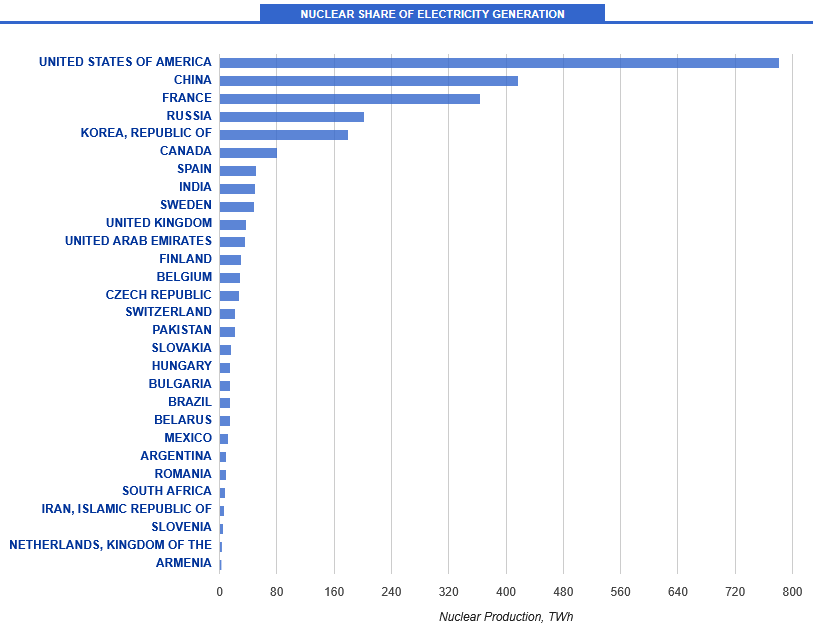 NUCLEAR SHARE OF ELECTRICITY GENERATION
UNITED STATES OF AMERICA
CHINA
FRANCE
RUSSIA
KOREA, REPUBLIC OF
CANADA
SPAIN
INDIA
SWEDEN
UNITED KINGDOM
UNITED ARAB EMIRATES
FINLAND
BELGIUM
CZECH REPUBLIC
SWITZERLAND
PAKISTAN
SLOVAKIA
HUNGARY
BULGARIA
BRAZIL
BELARUS
MEXICO
ARGENTINA
ROMANIA
SOUTH AFRICA
IRAN, ISLAMIC REPUBLIC OF
SLOVENIA
NETHERLANDS, KINGDOM OF THE
ARMENIA
0 80 160 240 320 400 480 560 640 720 800
Nuclear Production, TWh